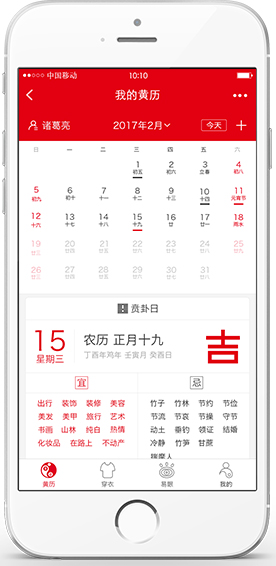 中国移动 10:10
我的黄历
诸葛亮 2017年2月 今天
日 一 二 三 四 五 六
1 2 3 4
初五 初六 立春 初八
5 6 7 8 9 10 11
初九 初十 十一 十二 十三 十四 元宵节
12 13 14 15 16 17 18
十六 十七 十八 十九 廿 廿一 雨水
19 20 21 22 23 24 25
26 27 28
贲卦日
15 农历 正月十九 吉
星期三 丁酉年鸡年 壬寅月 癸酉日
宜 忌
出行 装饰 装修 美容 竹子 竹林 节约 节俭
美发 美甲 旅行 艺术 节流 节哀 节操 守节
书画 山林 纯白 热情 动土 垂钓 领证 结婚
化妆品 在路上 不动产 冷静 竹笋 甘蔗
黄历 穿衣 易眼 我的